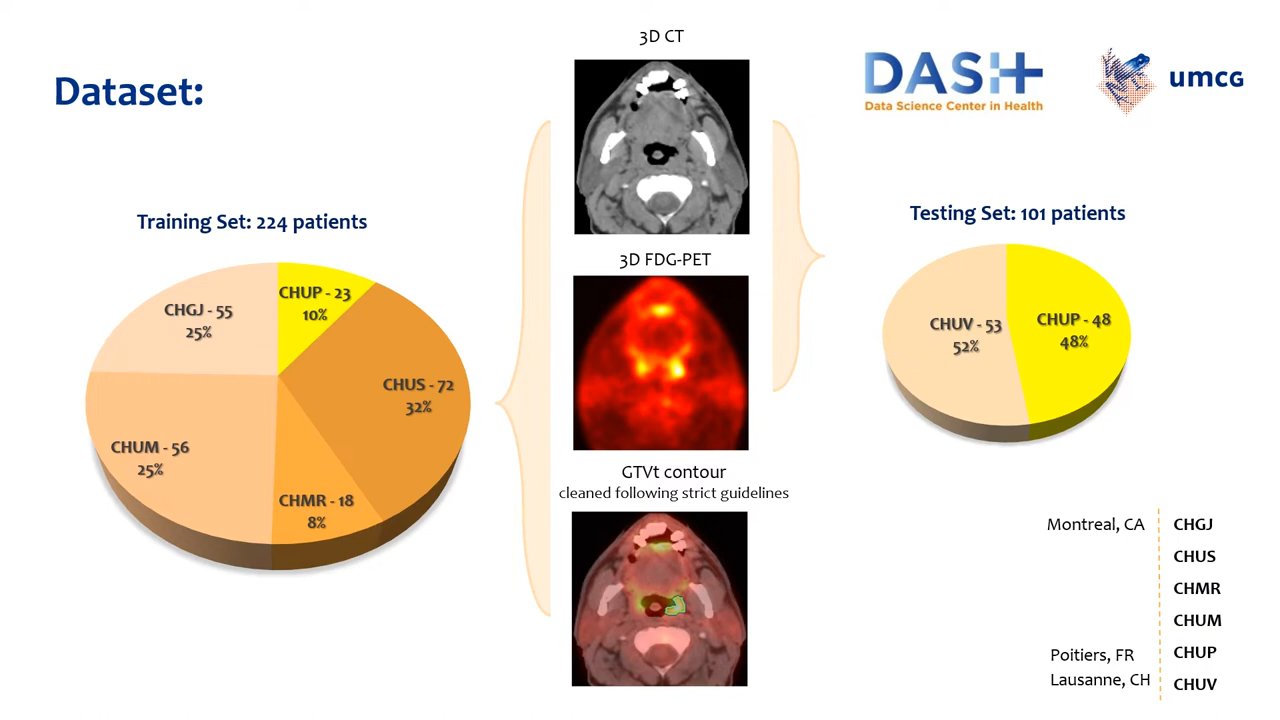 Dataset:
3D CT
DASH
Data Science Center in Health
umcg
Training Set: 224 patients
CHUP - 23
10%
CHGJ - 55
25%
CHUS - 72
32%
CHUM - 56
25%
CHMR - 18
8%
3D FDG-PET
GTVt contour
cleaned following strict guidelines
Testing Set: 101 patients
CHUV - 53
52%
CHUP - 48
48%
Montreal, CA
CHGJ
CHUS
CHMR
CHUM
Poitiers, FR
CHUP
Lausanne, CH
CHUV